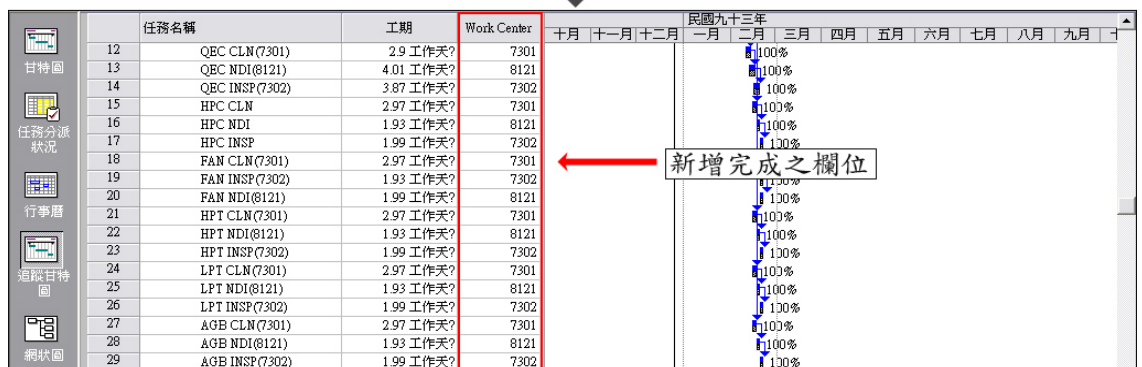 任務名稱 工期 Work Center 民國九十三年
十月 十一月 十二月 一月 二月 三月 四月 五月 六月 七月 八月 九月
12 QEC CLN(7301) 2.9 工作天? 7301 100%
13 QEC NDI(8121) 4.01 工作天? 8121 100%
14 QEC INSP(7302) 3.87 工作天? 7302 100%
15 HPC CLN 2.97 工作天? 7301 100%
16 HPC NDI 1.93 工作天? 8121 100%
17 HPC INSP 1.99 工作天? 7302 100%
18 FAN CLN(7301) 2.97 工作天? 7301
新增完成之欄位
19 FAN INSP(7302) 1.93 工作天? 7302 100%
20 FAN NDI(8121) 1.99 工作天? 8121 100%
21 HPT CLN(7301) 2.97 工作天? 7301 100%
22 HPT NDI(8121) 1.93 工作天? 8121 100%
23 HPT INSP(7302) 1.99 工作天? 7302 100%
24 LPT CLN(7301) 2.97 工作天? 7301 100%
25 LPT NDI(8121) 1.93 工作天? 8121 100%
26 LPT INSP(7302) 1.99 工作天? 7302 100%
27 AGB CLN(7301) 2.97 工作天? 7301 100%
28 AGB NDI(8121) 1.93 工作天? 8121 100%
29 AGB INSP(7302) 1.99 工作天? 7302 100%
甘特圖
任務分派
狀況
行事曆
追蹤甘特
圖
網狀圖